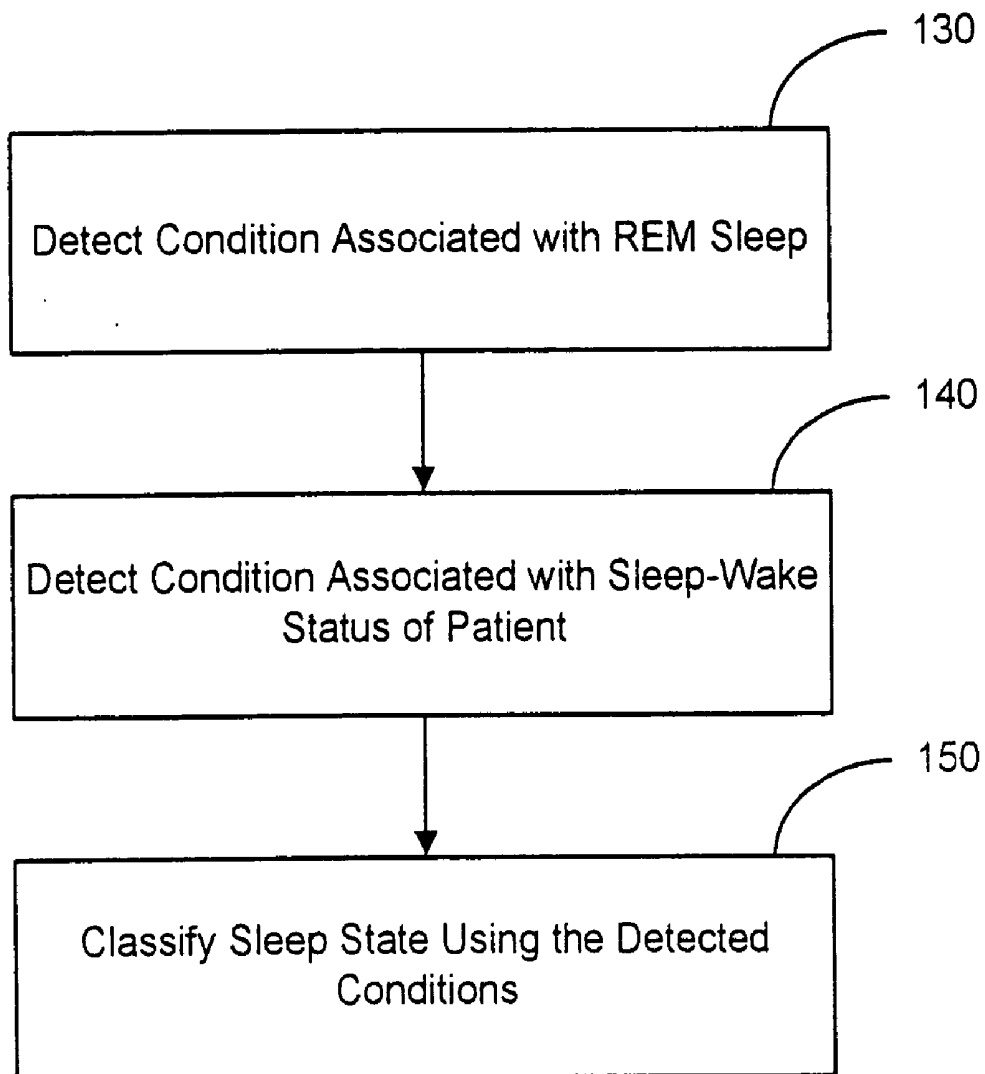 130
Detect Condition Associated with REM Sleep
140
Detect Condition Associated with Sleep-Wake
Status of Patient
150
Classify Sleep State Using the Detected
Conditions